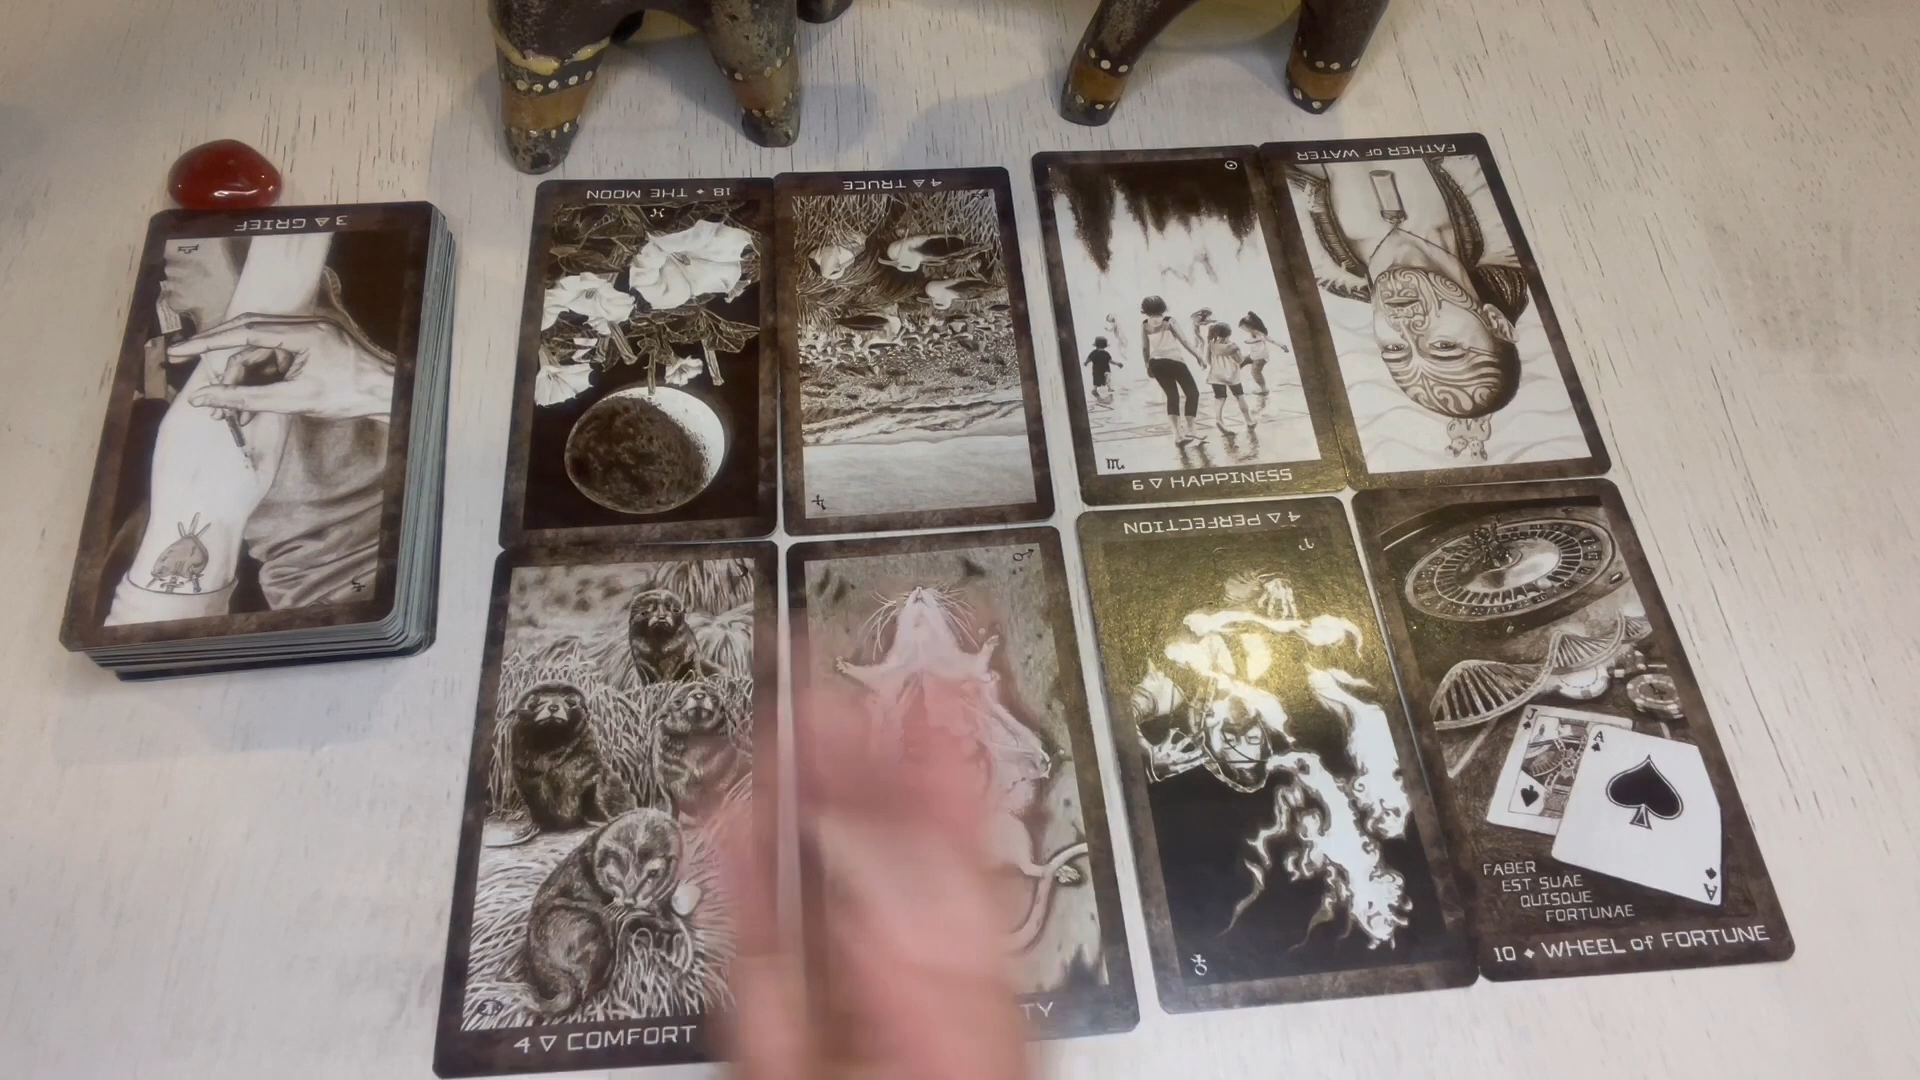 3 🜁 GRIEF
18 ♦ THE MOON
4 🜁 TRUCE
9 ▽ HAPPINESS
FATHER OF WATER
4 ▽ COMFORT
TY
4 △ PERFECTION
J
A
A
FABER
EST SUAE
QUISQUE
FORTUNAE
10 ♦ WHEEL of FORTUNE